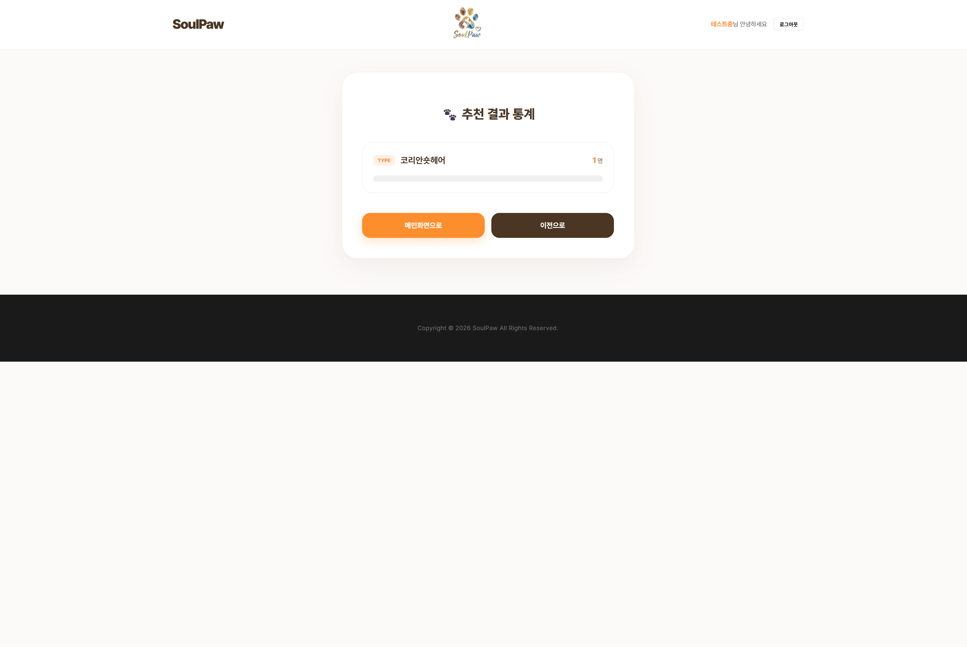 SoulPaw
SoulPaw
테스트중님 안녕하세요
로그아웃
추천 결과 통계
TYPE 코리안숏헤어 1 명
메인화면으로
이전으로
Copyright © 2026 SoulPaw All Rights Reserved.